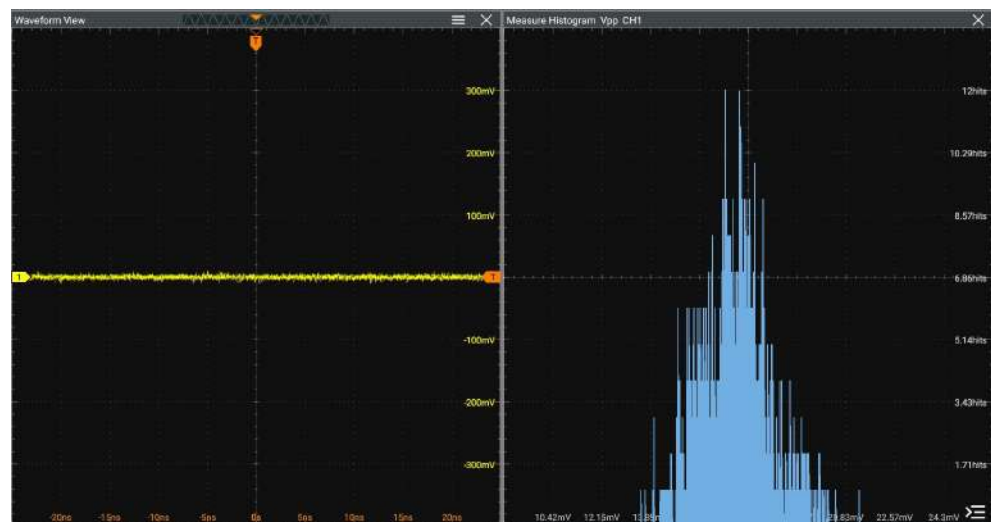 Waveform View
T
300mV
200mV
100mV
1
T
-100mV
-200mV
-300mV
-20ns -15ns -10ns -5ns 0s 5ns 10ns 15ns 20ns
Measure Histogram Vpp CH1
12hits
10.29hits
8.57hits
6.86hits
5.14hits
3.43hits
1.71hits
10.42mV 12.15mV 22.57mV 24.3mV